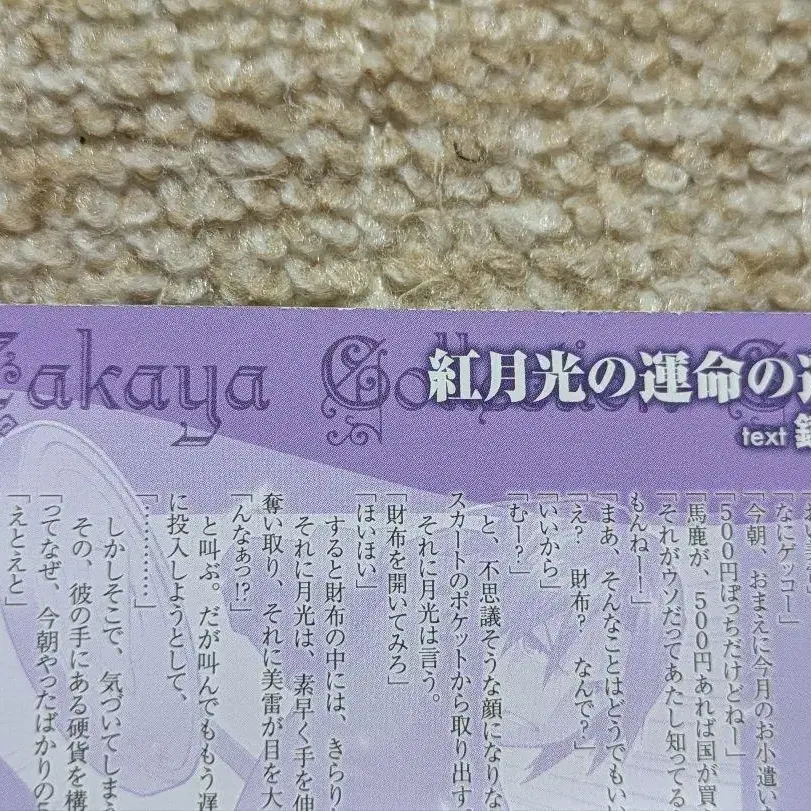 Takaya Collection
紅月光の運命の
text
「なにゲッコー」
「今朝、おまえに今月のお小遣い
「500円ぽっちだけどねー」
「馬鹿が、500円あれば国が買
「それがウソだってあたし知ってる
もんねー！」
「まあ、そんなことはどうでもい
「え？　財布？　なんで？」
「いいから」
「むー？」
と、不思議そうな顔になりな
スカートのポケットから取り出す
それに月光は言う。
「財布を開いてみろ」
「ほいほい」
すると財布の中には、きらり
それに月光は、素早く手を伸
奪い取り、それに美雷が目を大
「んなぁっ!?」
と叫ぶ。だが叫んでももう遅
に投入しようとして、
「…………」
しかしそこで、気づいてしまう
その、彼の手にある硬貨を構
「ってなぜ、今朝やったばかりの5
「えとえと」